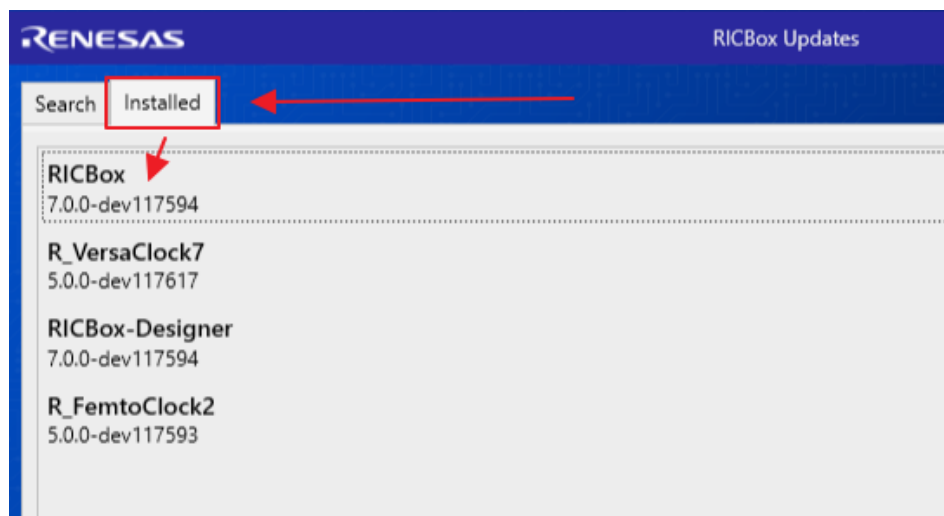 RENESAS
RICBox Updates
Search Installed
RICBox
7.0.0-dev117594
R_VersaClock7
5.0.0-dev117617
RICBox-Designer
7.0.0-dev117594
R_FemtoClock2
5.0.0-dev117593